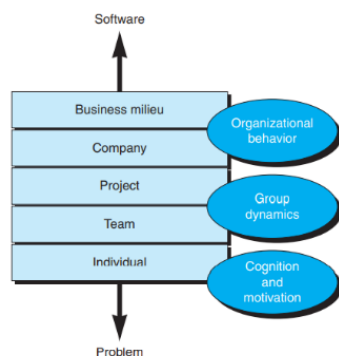 Software
Business milieu
Organizational
behavior
Company
Project
Group
dynamics
Team
Individual
Cognition
and
motivation
Problem